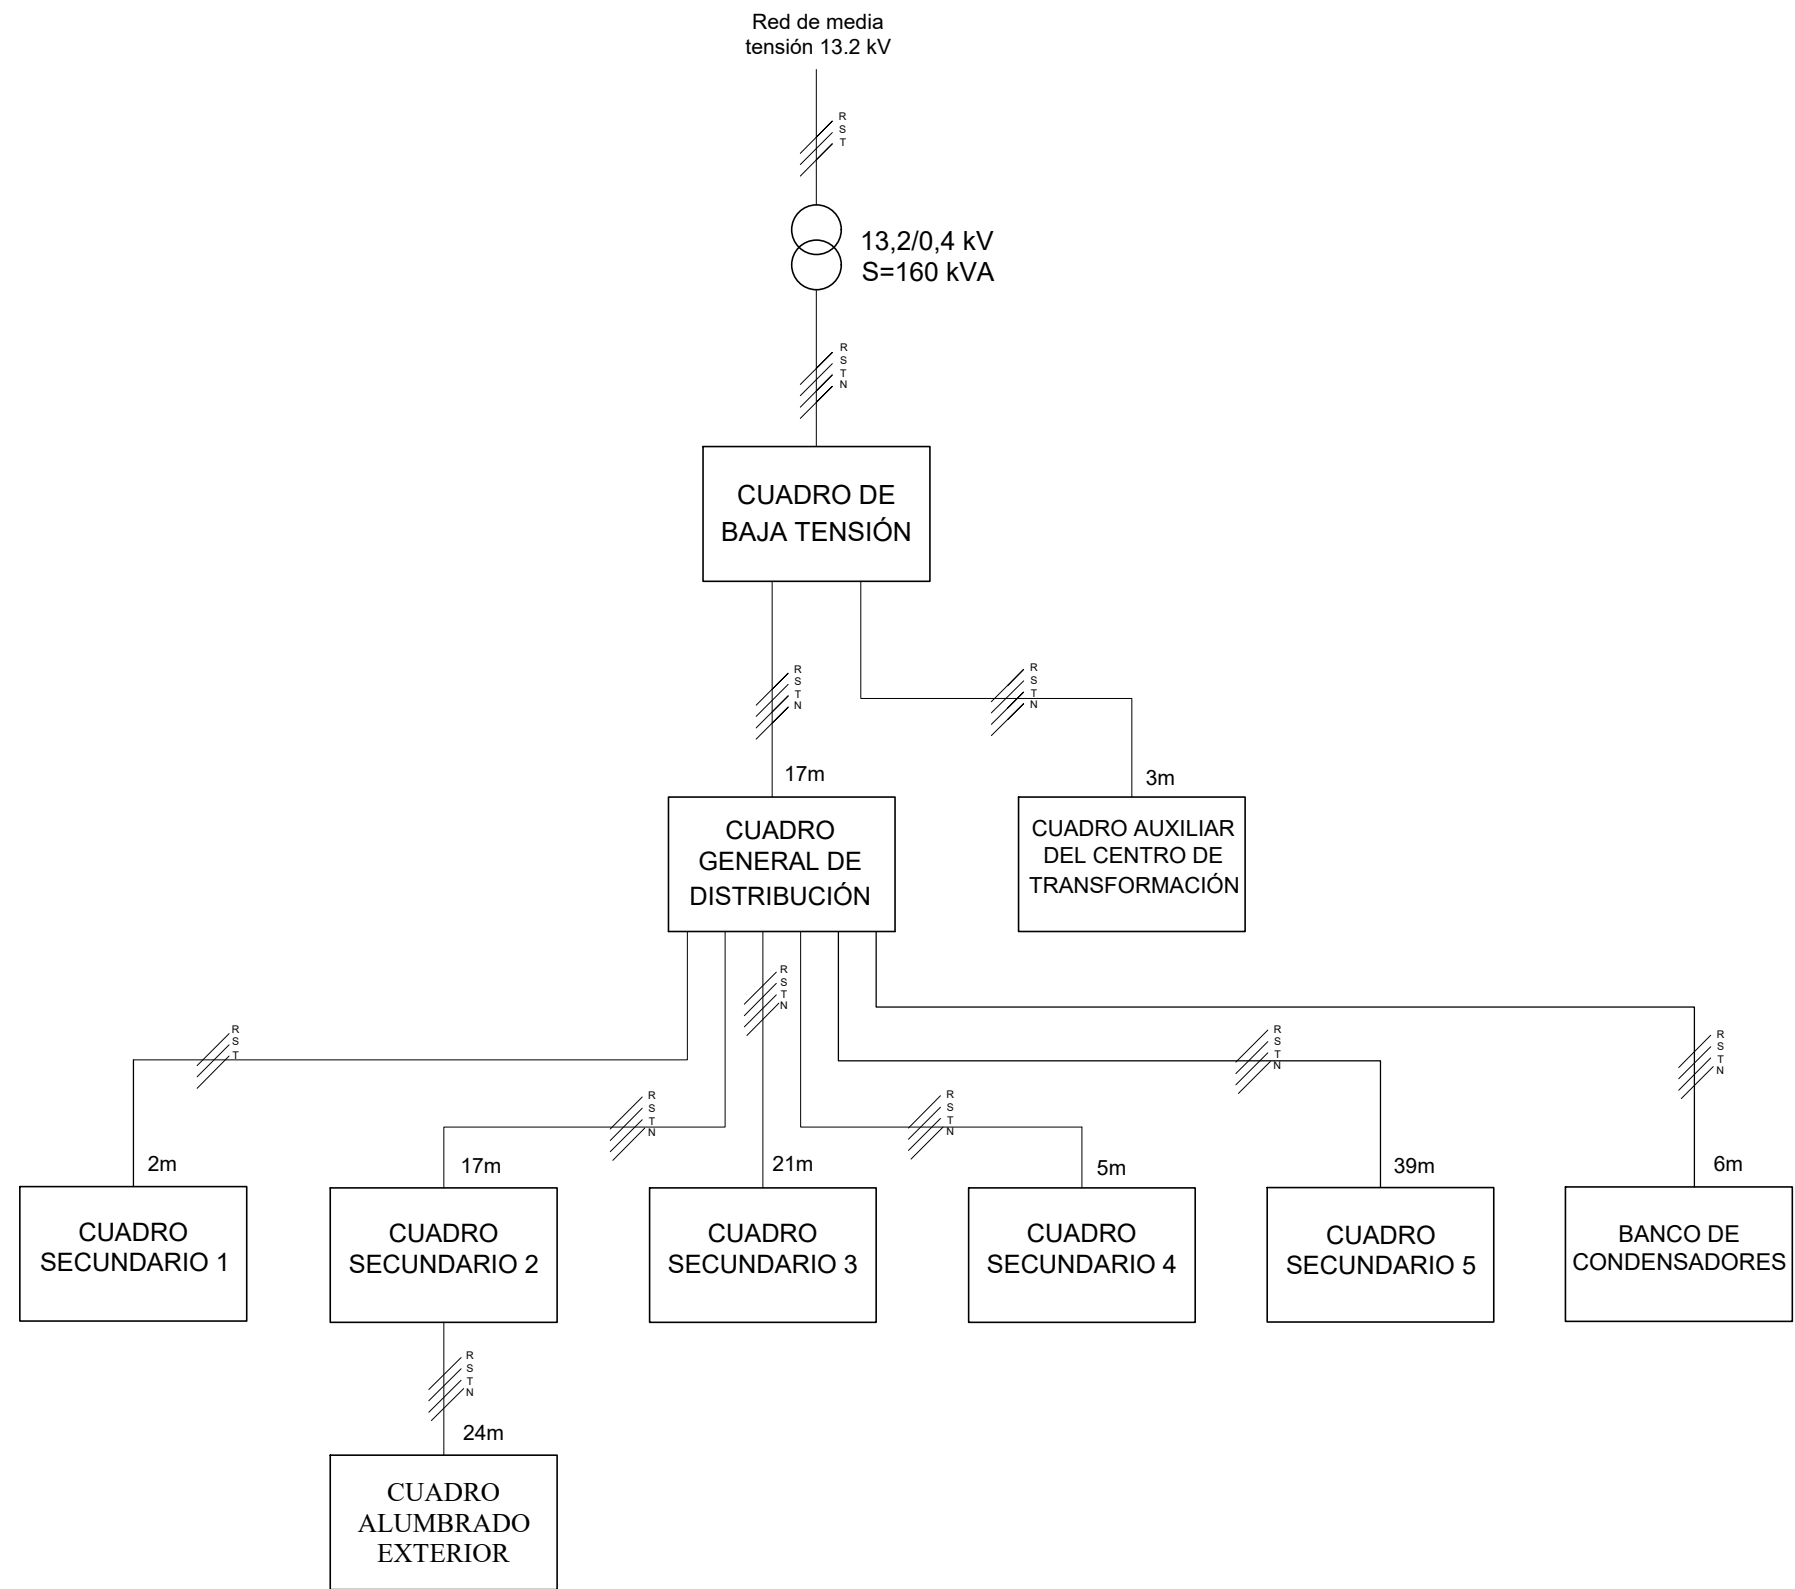 Red de media
tensión 13.2 kV
R
S
T
13,2/0,4 kV
S=160 kVA
R
S
T
N
CUADRO DE
BAJA TENSIÓN
R
S
T
N
R
S
T
N
17m
3m
CUADRO
GENERAL DE
DISTRIBUCIÓN
CUADRO AUXILIAR
DEL CENTRO DE
TRANSFORMACIÓN
R
S
T
N
R
S
T
R
S
T
N
R
S
T
N
R
S
T
N
R
S
T
N
2m
17m
21m
5m
39m
6m
CUADRO
SECUNDARIO 1
CUADRO
SECUNDARIO 2
CUADRO
SECUNDARIO 3
CUADRO
SECUNDARIO 4
CUADRO
SECUNDARIO 5
BANCO DE
CONDENSADORES
R
S
T
N
24m
CUADRO
ALUMBRADO
EXTERIOR